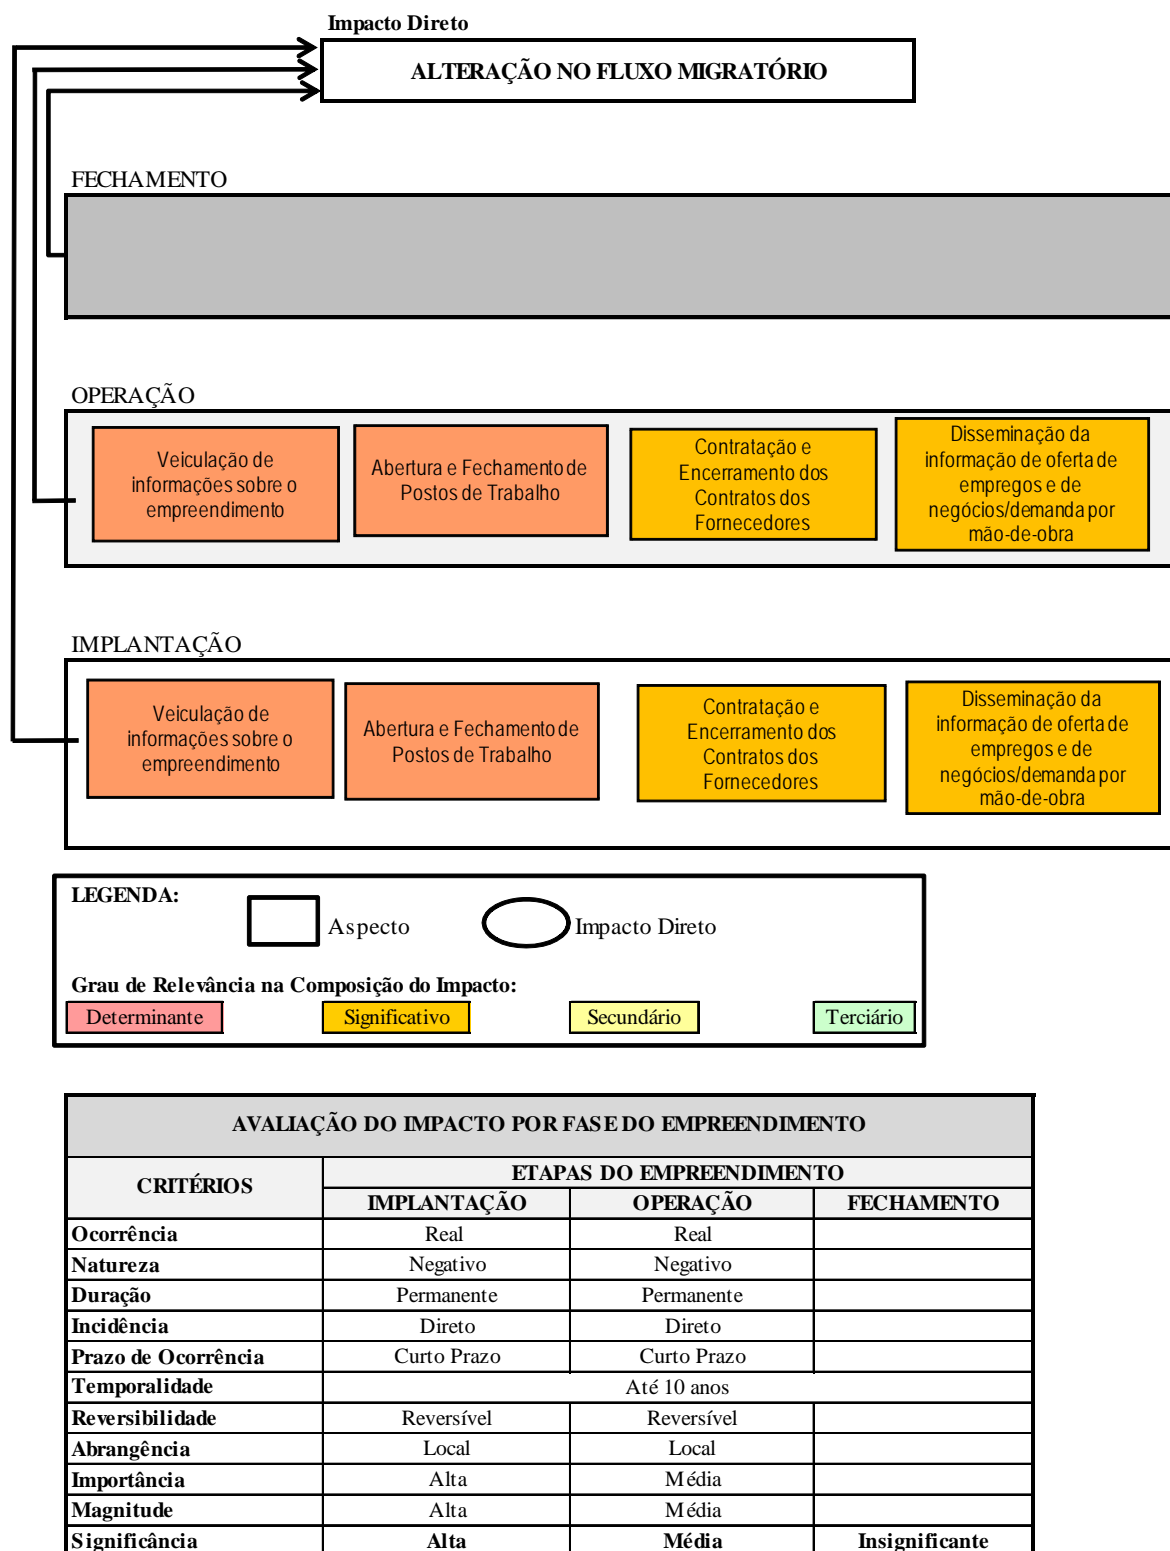 Impacto Direto
ALTERAÇÃO NO FLUXO MIGRATÓRIO
FECHAMENTO
OPERAÇÃO
Veiculação de
informações sobre o
empreendimento
Abertura e Fechamento de
Postos de Trabalho
Contratação e
Encerramento dos
Contratos dos
Fornecedores
Disseminação da
informação de oferta de
empregos e de
negócios/demanda por
mão-de-obra
IMPLANTAÇÃO
Veiculação de
informações sobre o
empreendimento
Abertura e Fechamento de
Postos de Trabalho
Contratação e
Encerramento dos
Contratos dos
Fornecedores
Disseminação da
informação de oferta de
empregos e de
negócios/demanda por
mão-de-obra
LEGENDA:
Aspecto Impacto Direto
Grau de Relevância na Composição do Impacto:
Determinante Significativo Secundário Terciário
AVALIAÇÃO DO IMPACTO POR FASE DO EMPREENDIMENTO
CRITÉRIOS ETAPAS DO EMPREENDIMENTO
IMPLANTAÇÃO OPERAÇÃO FECHAMENTO
Ocorrência Real Real
Natureza Negativo Negativo
Duração Permanente Permanente
Incidência Direto Direto
Prazo de Ocorrência Curto Prazo Curto Prazo
Temporalidade Até 10 anos
Reversibilidade Reversível Reversível
Abrangência Local Local
Importância Alta Média
Magnitude Alta Média
Significância Alta Média Insignificante